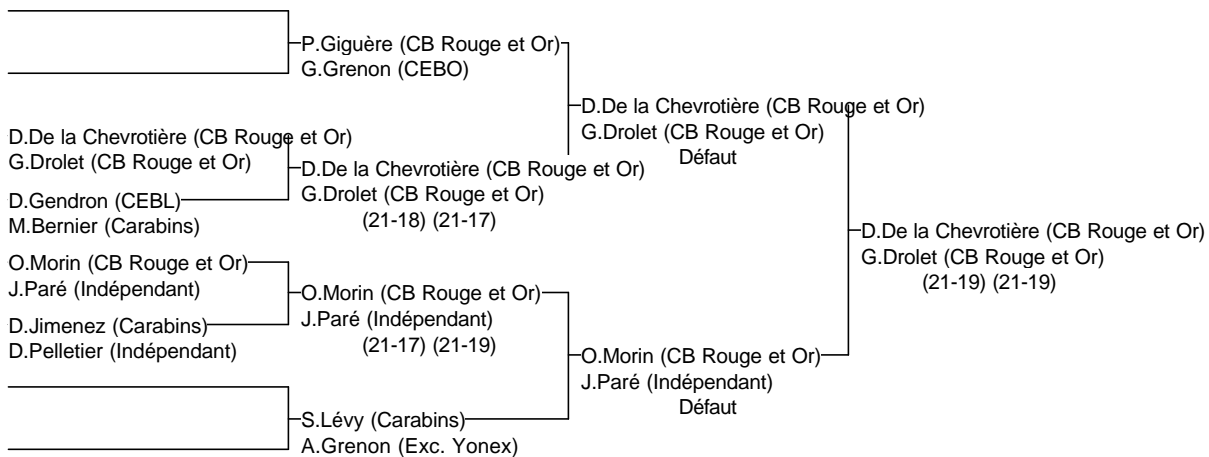 P.Giguère (CB Rouge et Or)
G.Grenon (CEBO)
D.De la Chevrotière (CB Rouge et Or)
G.Drolet (CB Rouge et Or)
Défaut
D.De la Chevrotière (CB Rouge et Or)
G.Drolet (CB Rouge et Or)
D.De la Chevrotière (CB Rouge et Or)
G.Drolet (CB Rouge et Or)
(21-18) (21-17)
D.Gendron (CEBL)
M.Bernier (Carabins)
D.De la Chevrotière (CB Rouge et Or)
G.Drolet (CB Rouge et Or)
(21-19) (21-19)
O.Morin (CB Rouge et Or)
J.Paré (Indépendant)
O.Morin (CB Rouge et Or)
J.Paré (Indépendant)
(21-17) (21-19)
D.Jimenez (Carabins)
D.Pelletier (Indépendant)
O.Morin (CB Rouge et Or)
J.Paré (Indépendant)
Défaut
S.Lévy (Carabins)
A.Grenon (Exc. Yonex)